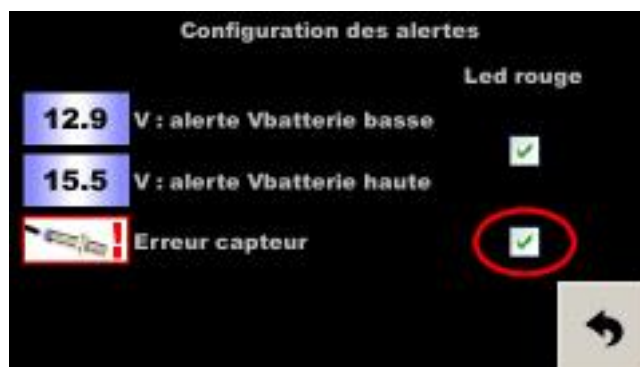 Configuration des alertes
Led rouge
12.9 V : alerte Vbatterie basse
15.5 V : alerte Vbatterie haute
! Erreur capteur